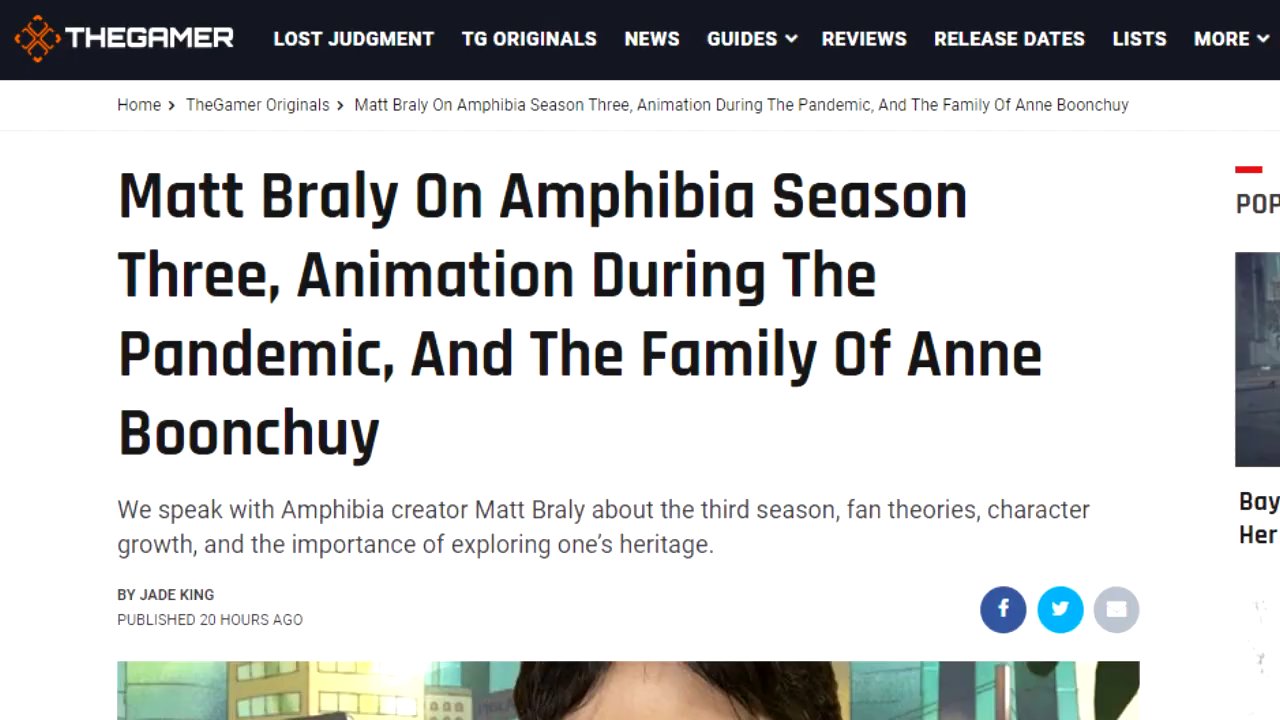 THEGAMER LOST JUDGMENT TG ORIGINALS NEWS GUIDES REVIEWS RELEASE DATES LISTS MORE
Home > TheGamer Originals > Matt Braly On Amphibia Season Three, Animation During The Pandemic, And The Family Of Anne Boonchuy
Matt Braly On Amphibia Season
Three, Animation During The
Pandemic, And The Family Of Anne
Boonchuy
We speak with Amphibia creator Matt Braly about the third season, fan theories, character
growth, and the importance of exploring one’s heritage.
BY JADE KING
PUBLISHED 20 HOURS AGO
f
POP
Bay
Her